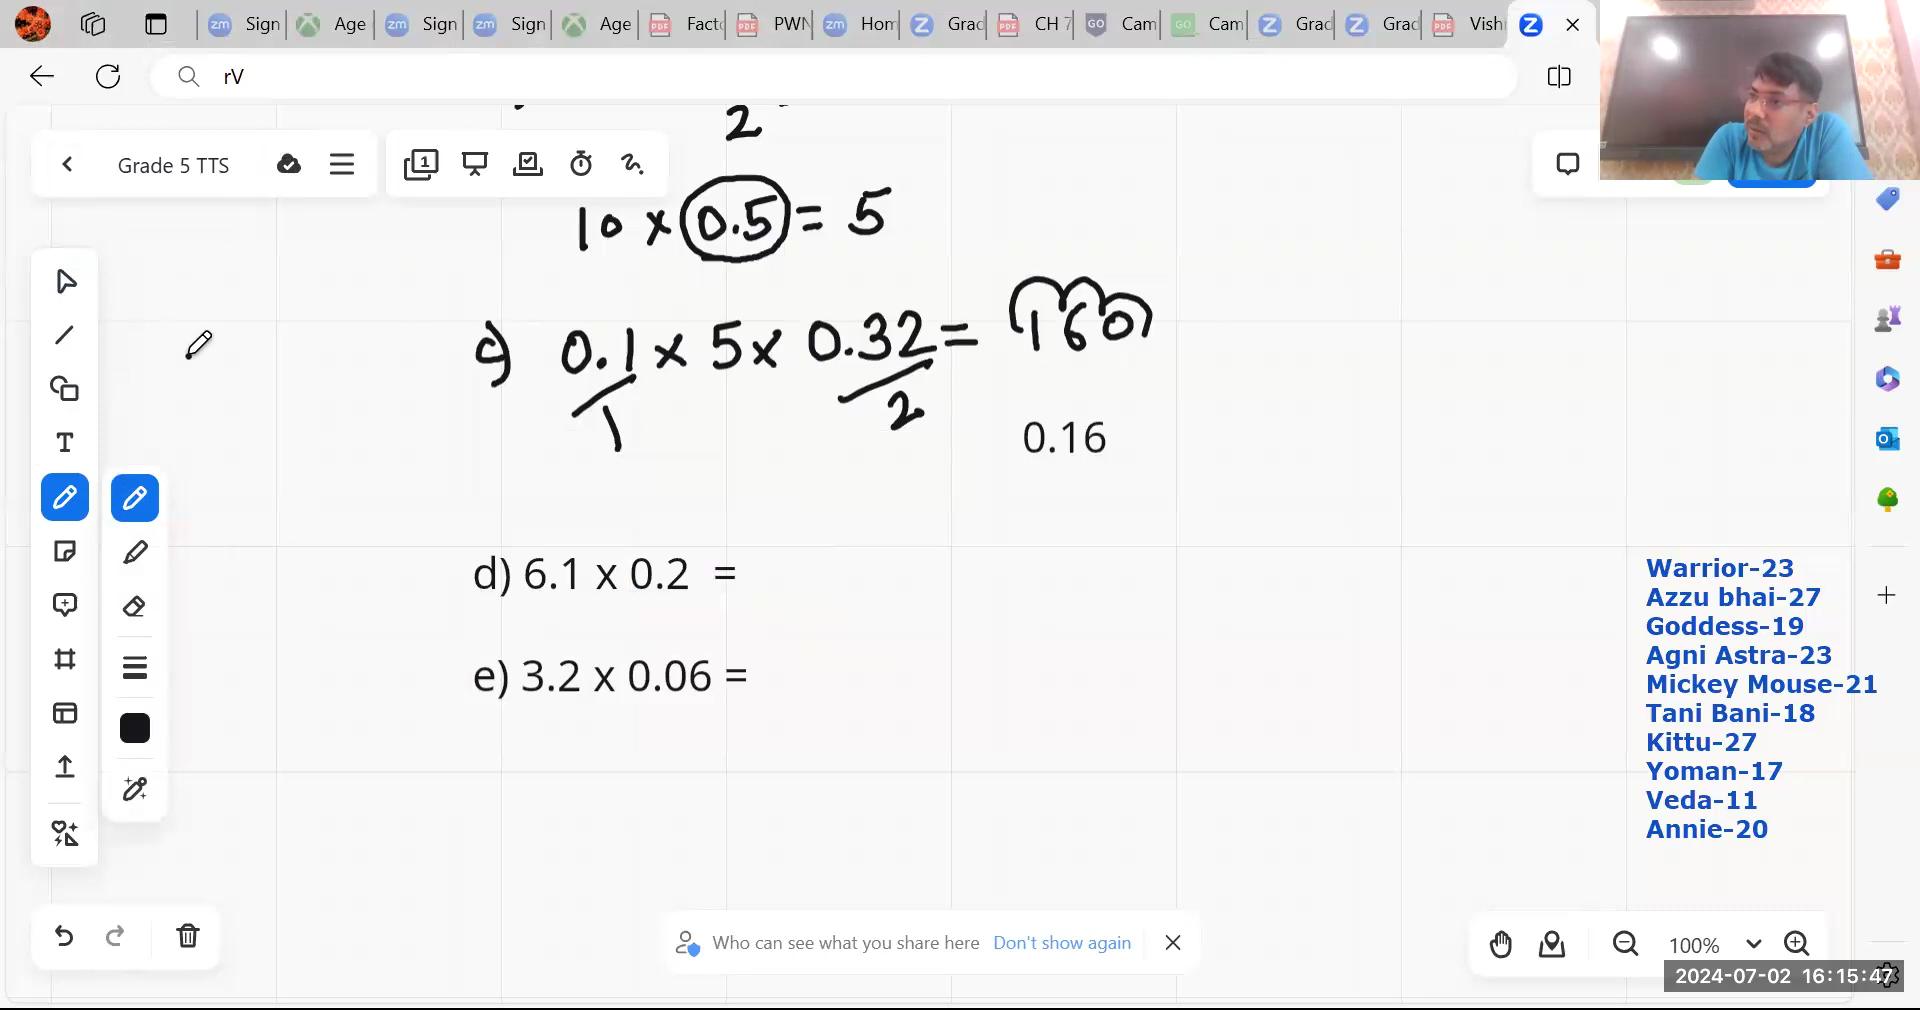 Sign
Age
Sign
Sign
Age
Fact
PWN
Hom
Grad
CH 7
Cam
Cam
Grad
Grad
Vish
rV
2
Grade 5 TTS
1
10 x 0.5 = 5
c) 0.1 x 5 x 0.32 = 160
1 2
0.16
d) 6.1 x 0.2 =
e) 3.2 x 0.06 =
Warrior-23
Azzu bhai-27
Goddess-19
Agni Astra-23
Mickey Mouse-21
Tani Bani-18
Kittu-27
Yoman-17
Veda-11
Annie-20
Who can see what you share here Don't show again
100%
2024-07-02 16:15:47